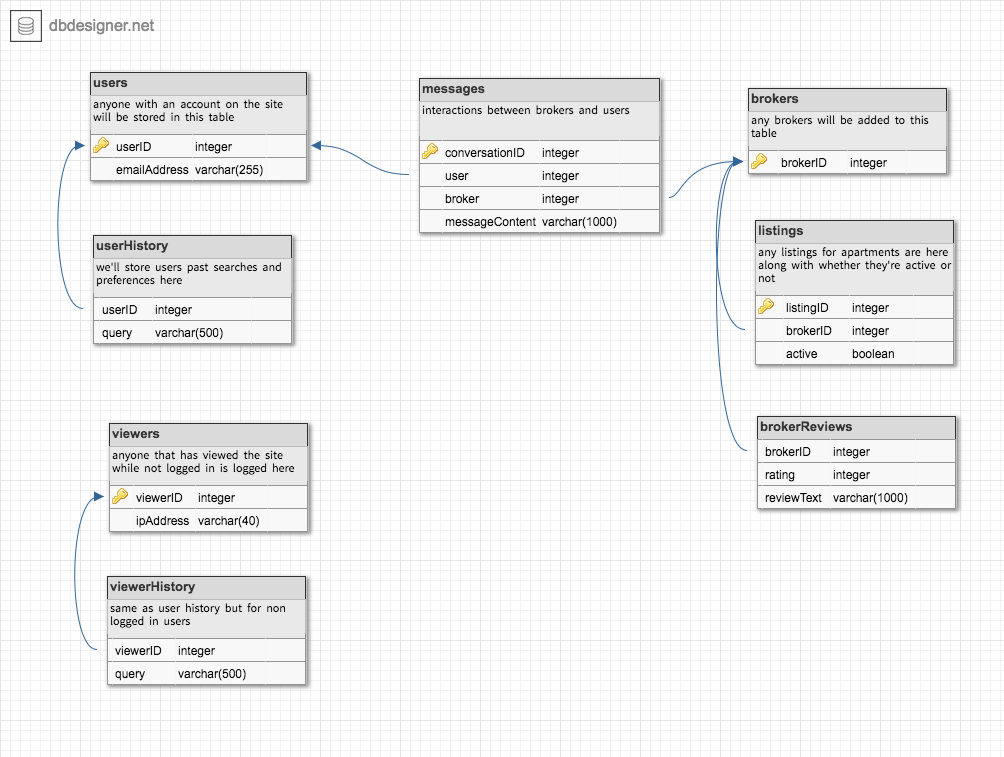 dbdesigner.net
users
anyone with an account on the site
will be stored in this table
userID integer
emailAddress varchar(255)
messages
interactions between brokers and users
conversationID integer
user integer
broker integer
messageContent varchar(1000)
brokers
any brokers will be added to this
table
brokerID integer
userHistory
we'll store users past searches and
preferences here
userID integer
query varchar(500)
listings
any listings for apartments are here
along with whether they're active or
not
listingID integer
brokerID integer
active boolean
viewers
anyone that has viewed the site
while not logged in is logged here
viewerID integer
ipAddress varchar(40)
brokerReviews
brokerID integer
rating integer
reviewText varchar(1000)
viewerHistory
same as user history but for non
logged in users
viewerID integer
query varchar(500)